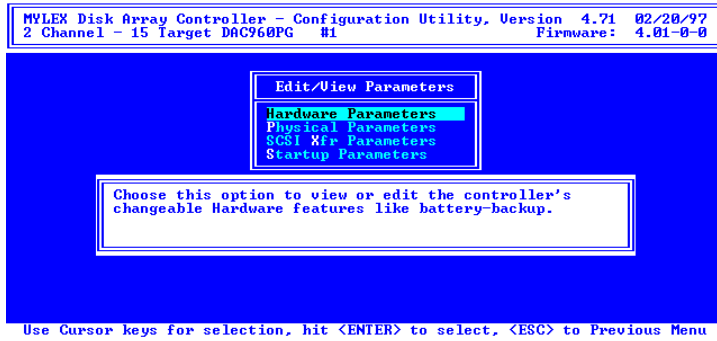 MYLEX Disk Array Controller - Configuration Utility, Version 4.71 02/20/97
2 Channel - 15 Target DAC960PG #1 Firmware: 4.01-0-0
Edit/View Parameters
Hardware Parameters
Physical Parameters
SCSI Xfr Parameters
Startup Parameters
Choose this option to view or edit the controller's
changeable Hardware features like battery-backup.
Use Cursor keys for selection, hit <ENTER> to select, <ESC> to Previous Menu